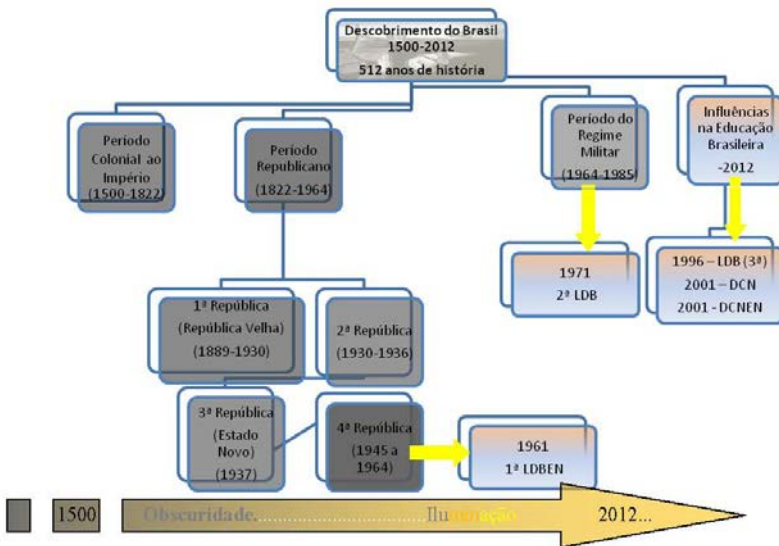 Descobrimento do Brasil
1500-2012
512 anos de história
Período
Colonial ao
Império
(1500-1822)
Período
Republicano
(1822-1964)
Período do
Regime
Militar
(1964-1985)
Influências
na Educação
Brasileira
-2012
1971
2ª LDB
1996 – LDB (3ª)
2001 – DCN
2001 - DCNEN
1ª República
(República Velha)
(1889-1930)
2ª República
(1930-1936)
3ª República
(Estado
Novo)
(1937)
4ª República
(1945 a
1964)
1961
1ª LDBEN
1500
Obscuridade...................................Iluminação
2012...